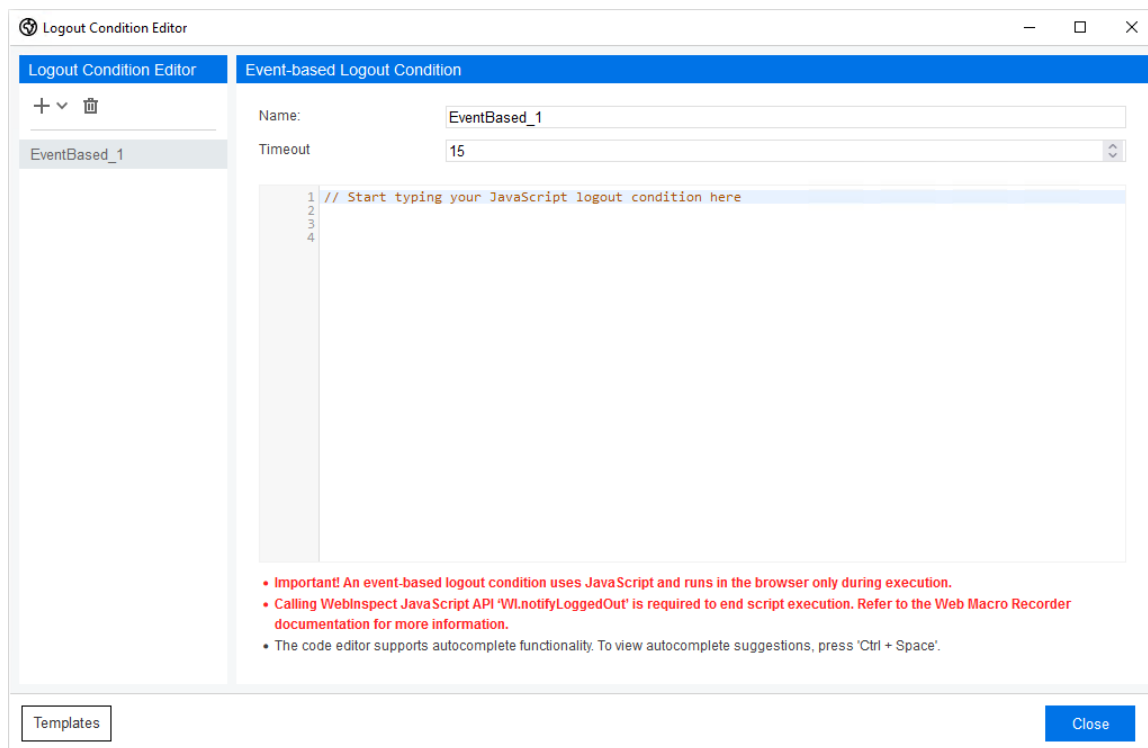 Logout Condition Editor
Logout Condition Editor
Event-based Logout Condition
EventBased_1
Name:
EventBased_1
Timeout
15
1 // Start typing your JavaScript logout condition here
2
3
4
• Important! An event-based logout condition uses JavaScript and runs in the browser only during execution.
• Calling WebInspect JavaScript API ‘WI.notifyLoggedOut’ is required to end script execution. Refer to the Web Macro Recorder
documentation for more information.
• The code editor supports autocomplete functionality. To view autocomplete suggestions, press 'Ctrl + Space'.
Templates
Close